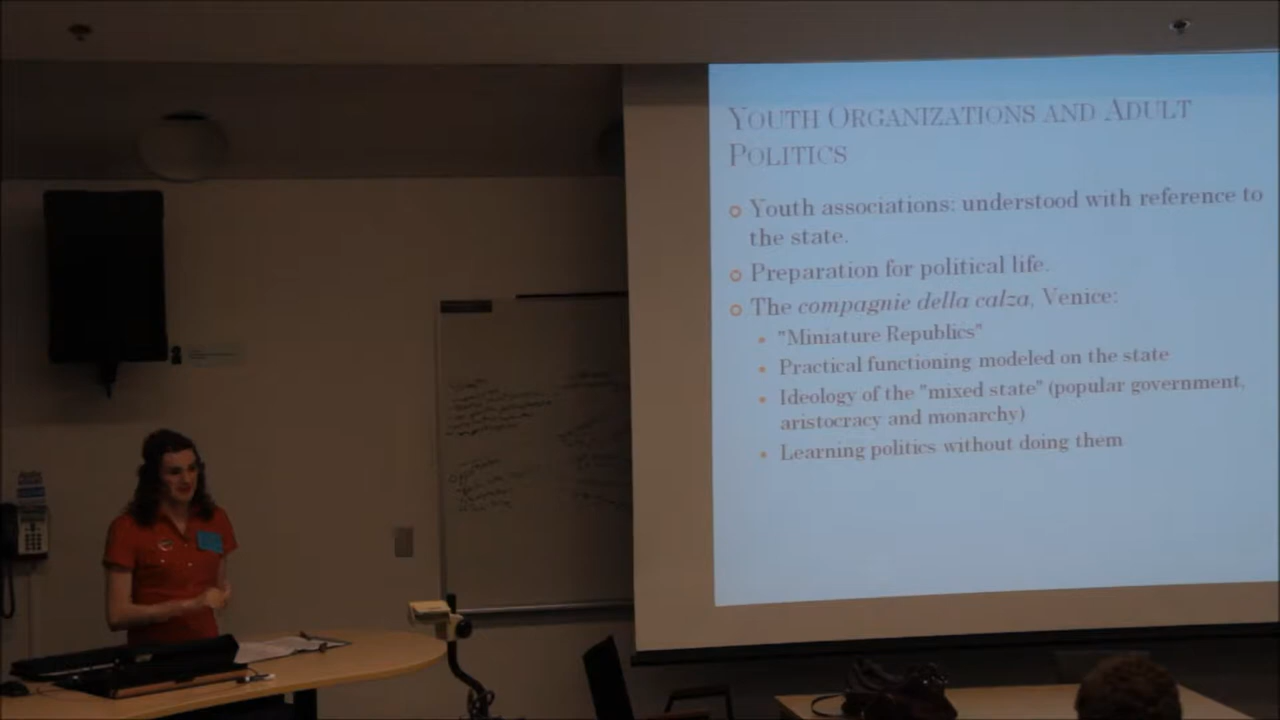 YOUTH ORGANIZATIONS AND ADULT
POLITICS
Youth associations: understood with reference to
the state.
Preparation for political life.
The compagnie della calza, Venice:
"Miniature Republics"
Practical functioning modeled on the state
Ideology of the "mixed state" (popular government,
aristocracy and monarchy)
Learning politics without doing them